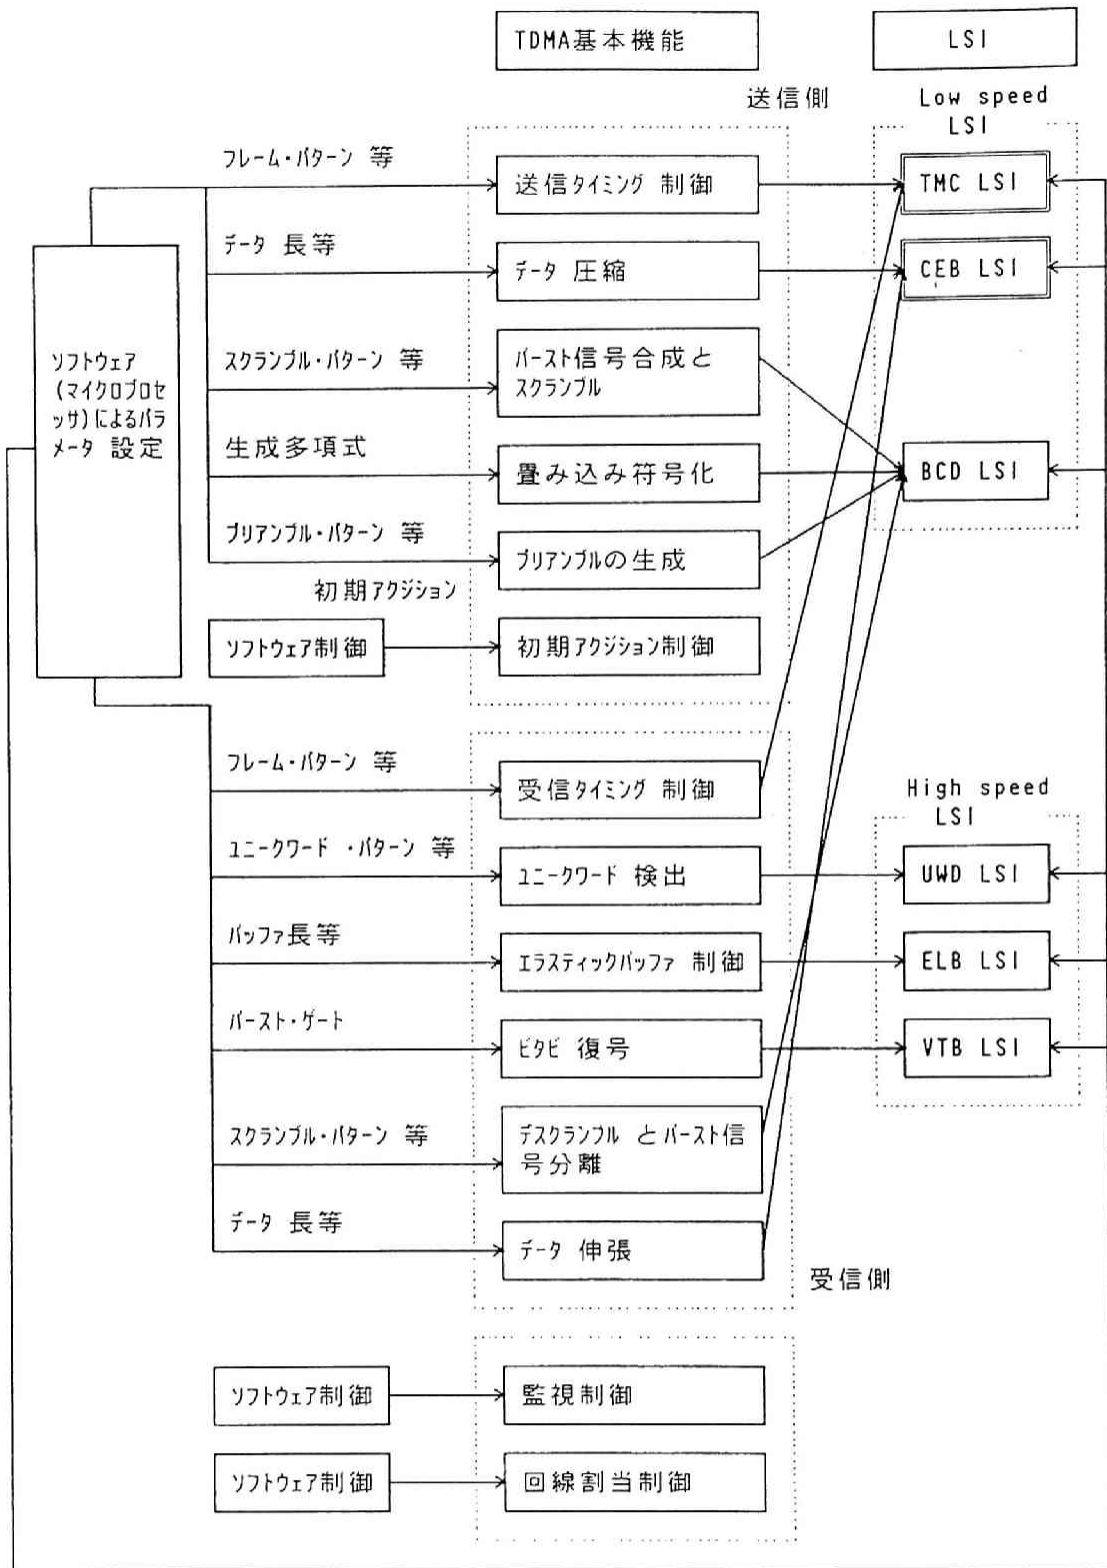 TDMA基本機能
LSI
送信側
Low speed
LSI
フレーム・パターン 等
送信タイミング 制御
TMC LSI
データ 長等
データ 圧縮
CEB LSI
ソフトウェア
(マイクロプロセ
ッサ)によるパラ
メータ 設定
スクランブル・パターン 等
バースト信号合成と
スクランブル
生成多項式
畳み込み符号化
BCD LSI
プリアンブル・パターン 等
プリアンブルの生成
初期アクジション
ソフトウェア制御
初期アクジション制御
フレーム・パターン 等
受信タイミング 制御
High speed
LSI
ユニークワード ・パターン 等
ユニークワード 検出
UWD LSI
バッファ長等
エラスティックバッファ 制御
ELB LSI
バースト・ゲート
ビタビ 復号
VTB LSI
スクランブル・パターン 等
デスクランブル とバースト信
号分離
データ 長等
データ 伸張
受信側
ソフトウェア制御
監視制御
ソフトウェア制御
回線割当制御